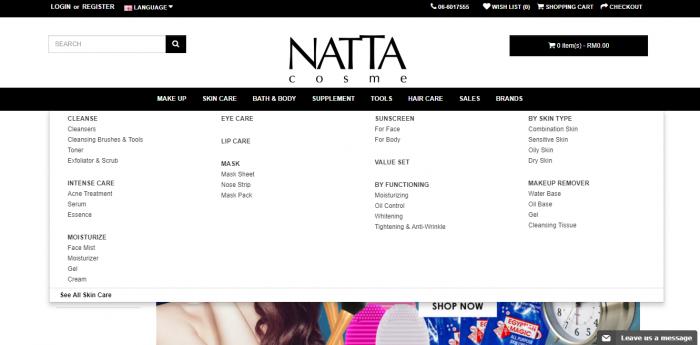 LOGIN or REGISTER
LANGUAGE
06-6017555
WISH LIST (0)
SHOPPING CART
CHECKOUT
SEARCH
NATTA
cosme
0 item(s) - RM0.00
MAKE UP
SKIN CARE
BATH & BODY
SUPPLEMENT
TOOLS
HAIR CARE
SALES
BRANDS
CLEANSE
Cleansers
Cleansing Brushes & Tools
Toner
Exfoliator & Scrub
INTENSE CARE
Acne Treatment
Serum
Essence
MOISTURIZE
Face Mist
Moisturizer
Gel
Cream
EYE CARE
LIP CARE
MASK
Mask Sheet
Nose Strip
Mask Pack
SUNSCREEN
For Face
For Body
VALUE SET
BY FUNCTIONING
Moisturizing
Oil Control
Whitening
Tightening & Anti-Wrinkle
BY SKIN TYPE
Combination Skin
Sensitive Skin
Oily Skin
Dry Skin
MAKEUP REMOVER
Water Base
Oil Base
Gel
Cleansing Tissue
See All Skin Care
SHOP NOW
EGYPTIAN
MAGIC
Leave us a message